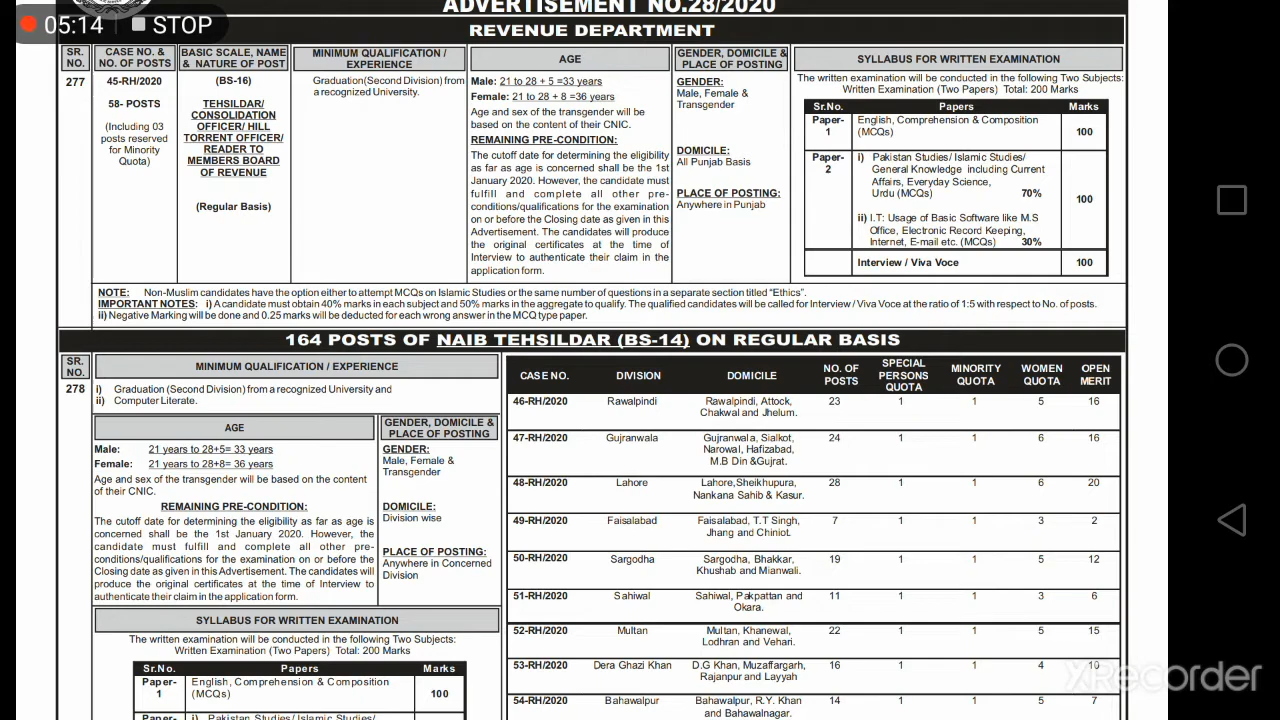 ADVERTISEMENT NO.28/2020
05:14 STOP
REVENUE DEPARTMENT
SR. NO.
CASE NO. & NO. OF POSTS
BASIC SCALE, NAME & NATURE OF POST
MINIMUM QUALIFICATION / EXPERIENCE
AGE
GENDER, DOMICILE & PLACE OF POSTING
SYLLABUS FOR WRITTEN EXAMINATION
277
45-RH/2020
58- POSTS
(Including 03
posts reserved
for Minority
Quota)
(BS-16)
TEHSILDAR/
CONSOLIDATION
OFFICER/ HILL
TORRENT OFFICER/
READER TO
MEMBERS BOARD
OF REVENUE
(Regular Basis)
Graduation(Second Division) from
a recognized University.
Male: 21 to 28 + 5 =33 years
Female: 21 to 28 + 8 =36 years
Age and sex of the transgender will be
based on the content of their CNIC.
REMAINING PRE-CONDITION:
The cutoff date for determining the eligibility
as far as age is concerned shall be the 1st
January 2020. However, the candidate must
fulfill and complete all other pre-
conditions/qualifications for the examination
on or before the Closing date as given in this
Advertisement. The candidates will produce
the original certificates at the time of
Interview to authenticate their claim in the
application form.
GENDER:
Male, Female &
Transgender
DOMICILE:
All Punjab Basis
PLACE OF POSTING:
Anywhere in Punjab
The written examination will be conducted in the following Two Subjects:
Written Examination (Two Papers) Total: 200 Marks
Sr.No. Papers Marks
Paper-1 English, Comprehension & Composition
(MCQs) 100
Paper-2 i) Pakistan Studies/ Islamic Studies/
General Knowledge including Current
Affairs, Everyday Science,
Urdu (MCQs) 70%
100
ii) I.T: Usage of Basic Software like M.S
Office, Electronic Record Keeping,
Internet, E-mail etc. (MCQs) 30%
Interview / Viva Voce 100
NOTE: Non-Muslim candidates have the option either to attempt MCQs on Islamic Studies or the same number of questions in a separate section titled “Ethics”.
IMPORTANT NOTES: i) A candidate must obtain 40% marks in each subject and 50% marks in the aggregate to qualify. The qualified candidates will be called for Interview / Viva Voce at the ratio of 1:5 with respect to No. of posts.
ii) Negative Marking will be done and 0.25 marks will be deducted for each wrong answer in the MCQ type paper.
164 POSTS OF NAIB TEHSILDAR (BS-14) ON REGULAR BASIS
SR. NO.
MINIMUM QUALIFICATION / EXPERIENCE
278
i) Graduation (Second Division) from a recognized University and
ii) Computer Literate.
AGE
GENDER, DOMICILE & PLACE OF POSTING
Male: 21 years to 28+5= 33 years
Female: 21 years to 28+8= 36 years
Age and sex of the transgender will be based on the content
of their CNIC.
REMAINING PRE-CONDITION:
The cutoff date for determining the eligibility as far as age is
concerned shall be the 1st January 2020. However, the
candidate must fulfill and complete all other pre-
conditions/qualifications for the examination on or before the
Closing date as given in this Advertisement. The candidates will
produce the original certificates at the time of Interview to
authenticate their claim in the application form.
GENDER:
Male, Female &
Transgender
DOMICILE:
Division wise
PLACE OF POSTING:
Anywhere in Concerned
Division
SYLLABUS FOR WRITTEN EXAMINATION
The written examination will be conducted in the following Two Subjects:
Written Examination (Two Papers) Total: 200 Marks
Sr.No. Papers Marks
Paper-1 English, Comprehension & Composition
(MCQs) 100
Paper- i) Pakistan Studies/ Islamic Studies/
CASE NO. DIVISION DOMICILE NO. OF POSTS SPECIAL PERSONS QUOTA MINORITY QUOTA WOMEN QUOTA OPEN MERIT
46-RH/2020 Rawalpindi Rawalpindi, Attock, Chakwal and Jhelum. 23 1 1 5 16
47-RH/2020 Gujranwala Gujranwala, Sialkot, Narowal, Hafizabad, M.B Din &Gujrat. 24 1 1 6 16
48-RH/2020 Lahore Lahore,Sheikhupura, Nankana Sahib & Kasur. 28 1 1 6 20
49-RH/2020 Faisalabad Faisalabad, T.T Singh, Jhang and Chiniot. 7 1 1 3 2
50-RH/2020 Sargodha Sargodha, Bhakkar, Khushab and Mianwali. 19 1 1 5 12
51-RH/2020 Sahiwal Sahiwal, Pakpattan and Okara. 11 1 1 3 6
52-RH/2020 Multan Multan, Khanewal, Lodhran and Vehari. 22 1 1 5 15
53-RH/2020 Dera Ghazi Khan D.G Khan, Muzaffargarh, Rajanpur and Layyah 16 1 1 4 10
54-RH/2020 Bahawalpur Bahawalpur, R.Y. Khan and Bahawalnagar. 14 1 1 5 7
XRecorder